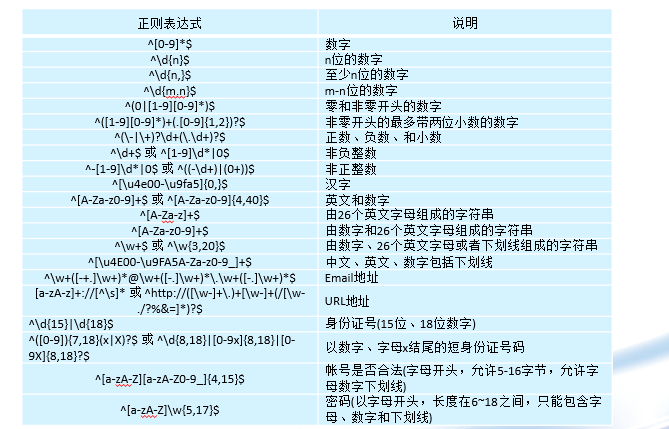 正则表达式 说明
^[0-9]*$ 数字
^\d{n}$ n位的数字
^\d{n,}$ 至少n位的数字
^\d{m,n}$ m-n位的数字
^(0|[1-9][0-9]*)$ 零和非零开头的数字
^([1-9][0-9]*)+(.[0-9]{1,2})?$ 非零开头的最多带两位小数的数字
^(\-|\+)?\d+(\.\d+)?$ 正数、负数、和小数
^\d+$ 或 ^[1-9]\d*|0$ 非负整数
^-[1-9]\d*|0$ 或 ^((-\d+)|(0+))$ 非正整数
^[\u4e00-\u9fa5]{0,}$ 汉字
^[A-Za-z0-9]+$ 或 ^[A-Za-z0-9]{4,40}$ 英文和数字
^[A-Za-z]+$ 由26个英文字母组成的字符串
^[A-Za-z0-9]+$ 由数字和26个英文字母组成的字符串
^\w+$ 或 ^\w{3,20}$ 由数字、26个英文字母或者下划线组成的字符串
^[\u4E00-\u9FA5A-Za-z0-9_]+$ 中文、英文、数字包括下划线
^\w+([-+.]\w+)*@\w+([-.]\w+)*\.\w+([-.]\w+)*$ Email地址
[a-zA-z]+://[^\s]* 或 ^http://([\w-]+\.)+[\w-]+(/[\w-
./?%&=]*)?$ URL地址
^\d{15}|\d{18}$ 身份证号(15位、18位数字)
^([0-9]){7,18}(x|X)?$ 或 ^\d{8,18}|[0-9x]{8,18}|[0-
9X]{8,18}?$ 以数字、字母x结尾的短身份证号码
^[a-zA-Z][a-zA-Z0-9_]{4,15}$ 帐号是否合法(字母开头，允许5-16字节，允许字
母数字下划线)
^[a-zA-Z]\w{5,17}$ 密码(以字母开头，长度在6~18之间，只能包含字
母、数字和下划线)